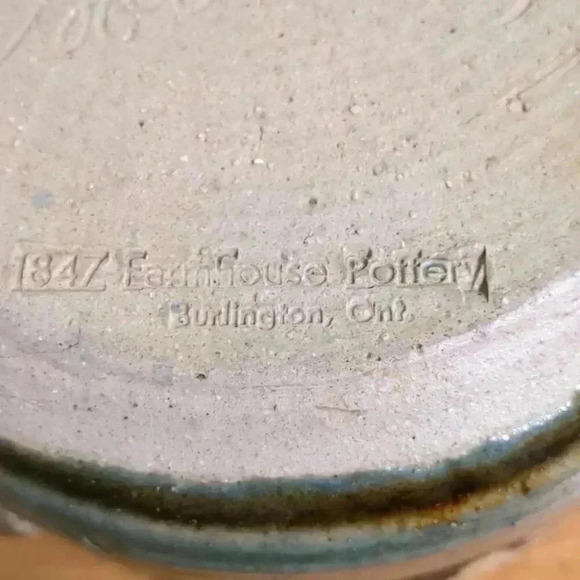 1847 Farmhouse Pottery
Burlington, Ont.